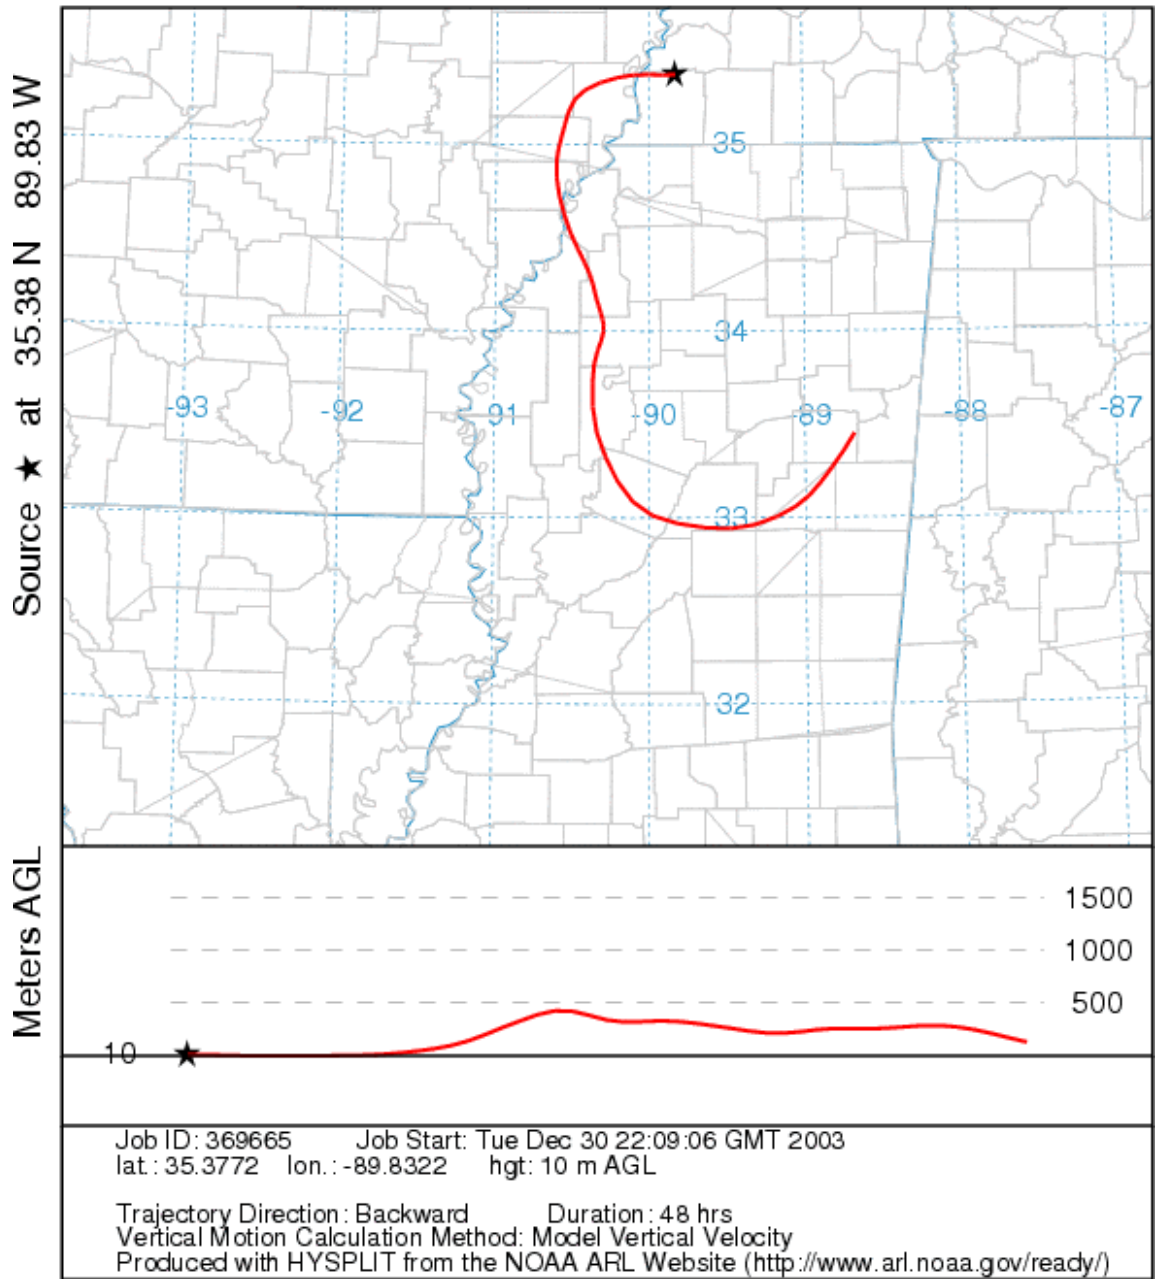 Source ★ at 35.38 N 89.83 W
35
34
-93 -92 -91 -90 -89 -88 -87
33
32
Meters AGL
1500
1000
500
10
Job ID: 369665 Job Start: Tue Dec 30 22:09:06 GMT 2003
lat.: 35.3772 lon.: -89.8322 hgt: 10 m AGL
Trajectory Direction: Backward Duration: 48 hrs
Vertical Motion Calculation Method: Model Vertical Velocity
Produced with HYSPLIT from the NOAA ARL Website (http://www.arl.noaa.gov/ready/)